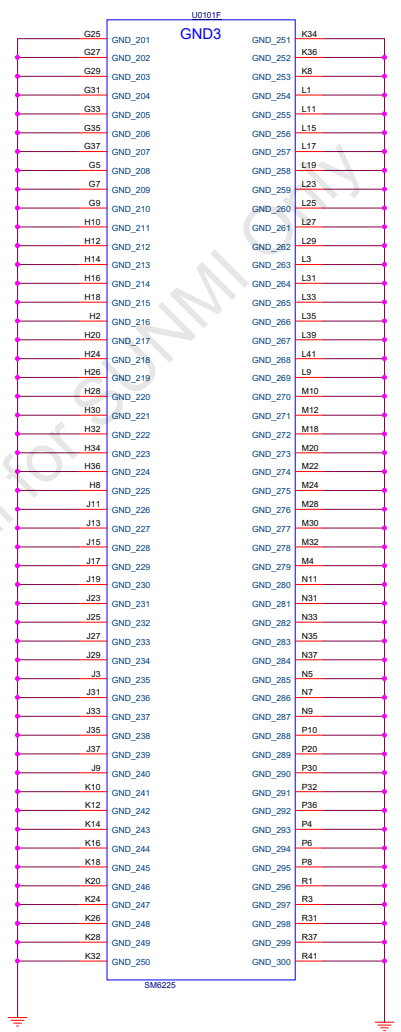 U0101F
GND3
G25 GND_201 GND_251 K34
G27 GND_202 GND_252 K36
G29 GND_203 GND_253 K8
G31 GND_204 GND_254 L1
G33 GND_205 GND_255 L11
G35 GND_206 GND_256 L15
G37 GND_207 GND_257 L17
G5 GND_208 GND_258 L19
G7 GND_209 GND_259 L23
G9 GND_210 GND_260 L25
H10 GND_211 GND_261 L27
H12 GND_212 GND_262 L29
H14 GND_213 GND_263 L3
H16 GND_214 GND_264 L31
H18 GND_215 GND_265 L33
H2 GND_216 GND_266 L35
H20 GND_217 GND_267 L39
H24 GND_218 GND_268 L41
H26 GND_219 GND_269 L9
H28 GND_220 GND_270 M10
H30 GND_221 GND_271 M12
H32 GND_222 GND_272 M18
H34 GND_223 GND_273 M20
H36 GND_224 GND_274 M22
H8 GND_225 GND_275 M24
J11 GND_226 GND_276 M28
J13 GND_227 GND_277 M30
J15 GND_228 GND_278 M32
J17 GND_229 GND_279 M4
J19 GND_230 GND_280 N11
J23 GND_231 GND_281 N31
J25 GND_232 GND_282 N33
J27 GND_233 GND_283 N35
J29 GND_234 GND_284 N37
J3 GND_235 GND_285 N5
J31 GND_236 GND_286 N7
J33 GND_237 GND_287 N9
J35 GND_238 GND_288 P10
J37 GND_239 GND_289 P20
J9 GND_240 GND_290 P30
K10 GND_241 GND_291 P32
K12 GND_242 GND_292 P36
K14 GND_243 GND_293 P4
K16 GND_244 GND_294 P6
K18 GND_245 GND_295 P8
K20 GND_246 GND_296 R1
K24 GND_247 GND_297 R3
K26 GND_248 GND_298 R31
K28 GND_249 GND_299 R37
K32 GND_250 GND_300 R41
SM6225
for SUNMI Only